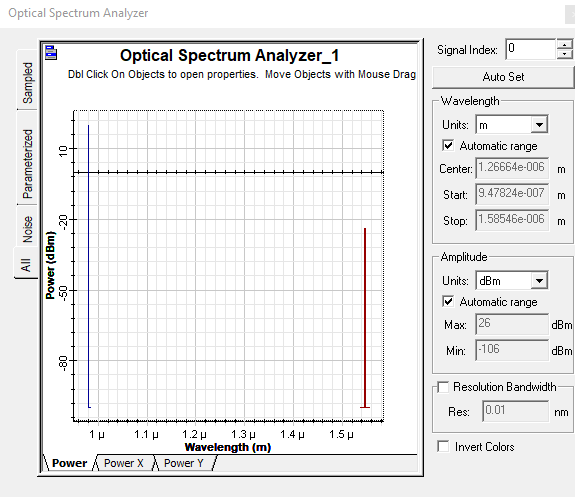 Optical Spectrum Analyzer
Optical Spectrum Analyzer_1
Dbl Click On Objects to open properties.  Move Objects with Mouse Drag
Sampled
Parameterized
Noise
All
Power (dBm)
10
-20
-50
-80
1 µ
1.1 µ
1.2 µ
1.3 µ
1.4 µ
1.5 µ
Wavelength (m)
Power
Power X
Power Y
Signal Index: 0
Auto Set
Wavelength
Units: m
Automatic range
Center: 1.26664e-006 m
Start: 9.47824e-007 m
Stop: 1.58546e-006 m
Amplitude
Units: dBm
Automatic range
Max: 26 dBm
Min: -106 dBm
Resolution Bandwidth
Res: 0.01 nm
Invert Colors